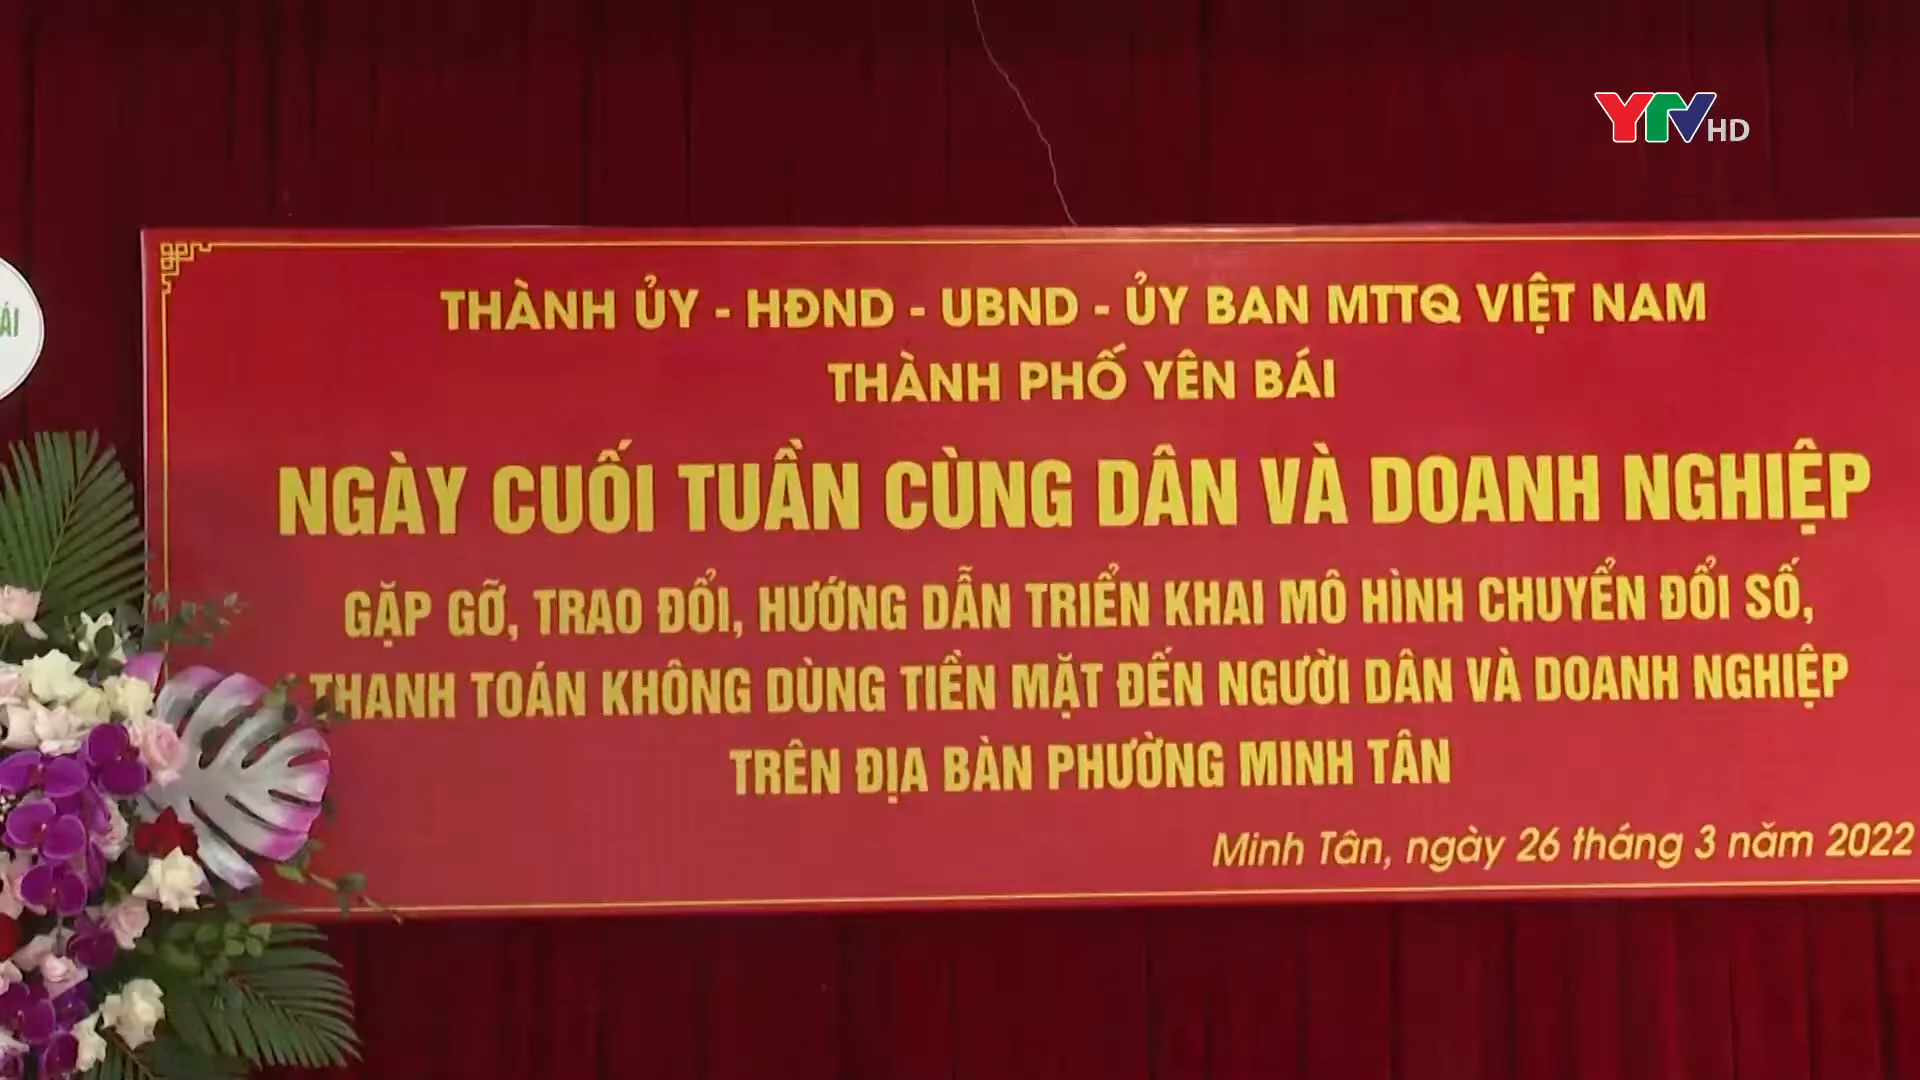 YTV HD
ÁI
THÀNH ỦY - HĐND - UBND - ỦY BAN MTTQ VIỆT NAM
THÀNH PHỐ YÊN BÁI
NGÀY CUỐI TUẦN CÙNG DÂN VÀ DOANH NGHIỆP
GẶP GỠ, TRAO ĐỔI, HƯỚNG DẪN TRIỂN KHAI MÔ HÌNH CHUYỂN ĐỔI SỐ,
THANH TOÁN KHÔNG DÙNG TIỀN MẶT ĐẾN NGƯỜI DÂN VÀ DOANH NGHIỆP
TRÊN ĐỊA BÀN PHƯỜNG MINH TÂN
Minh Tân, ngày 26 tháng 3 năm 2022